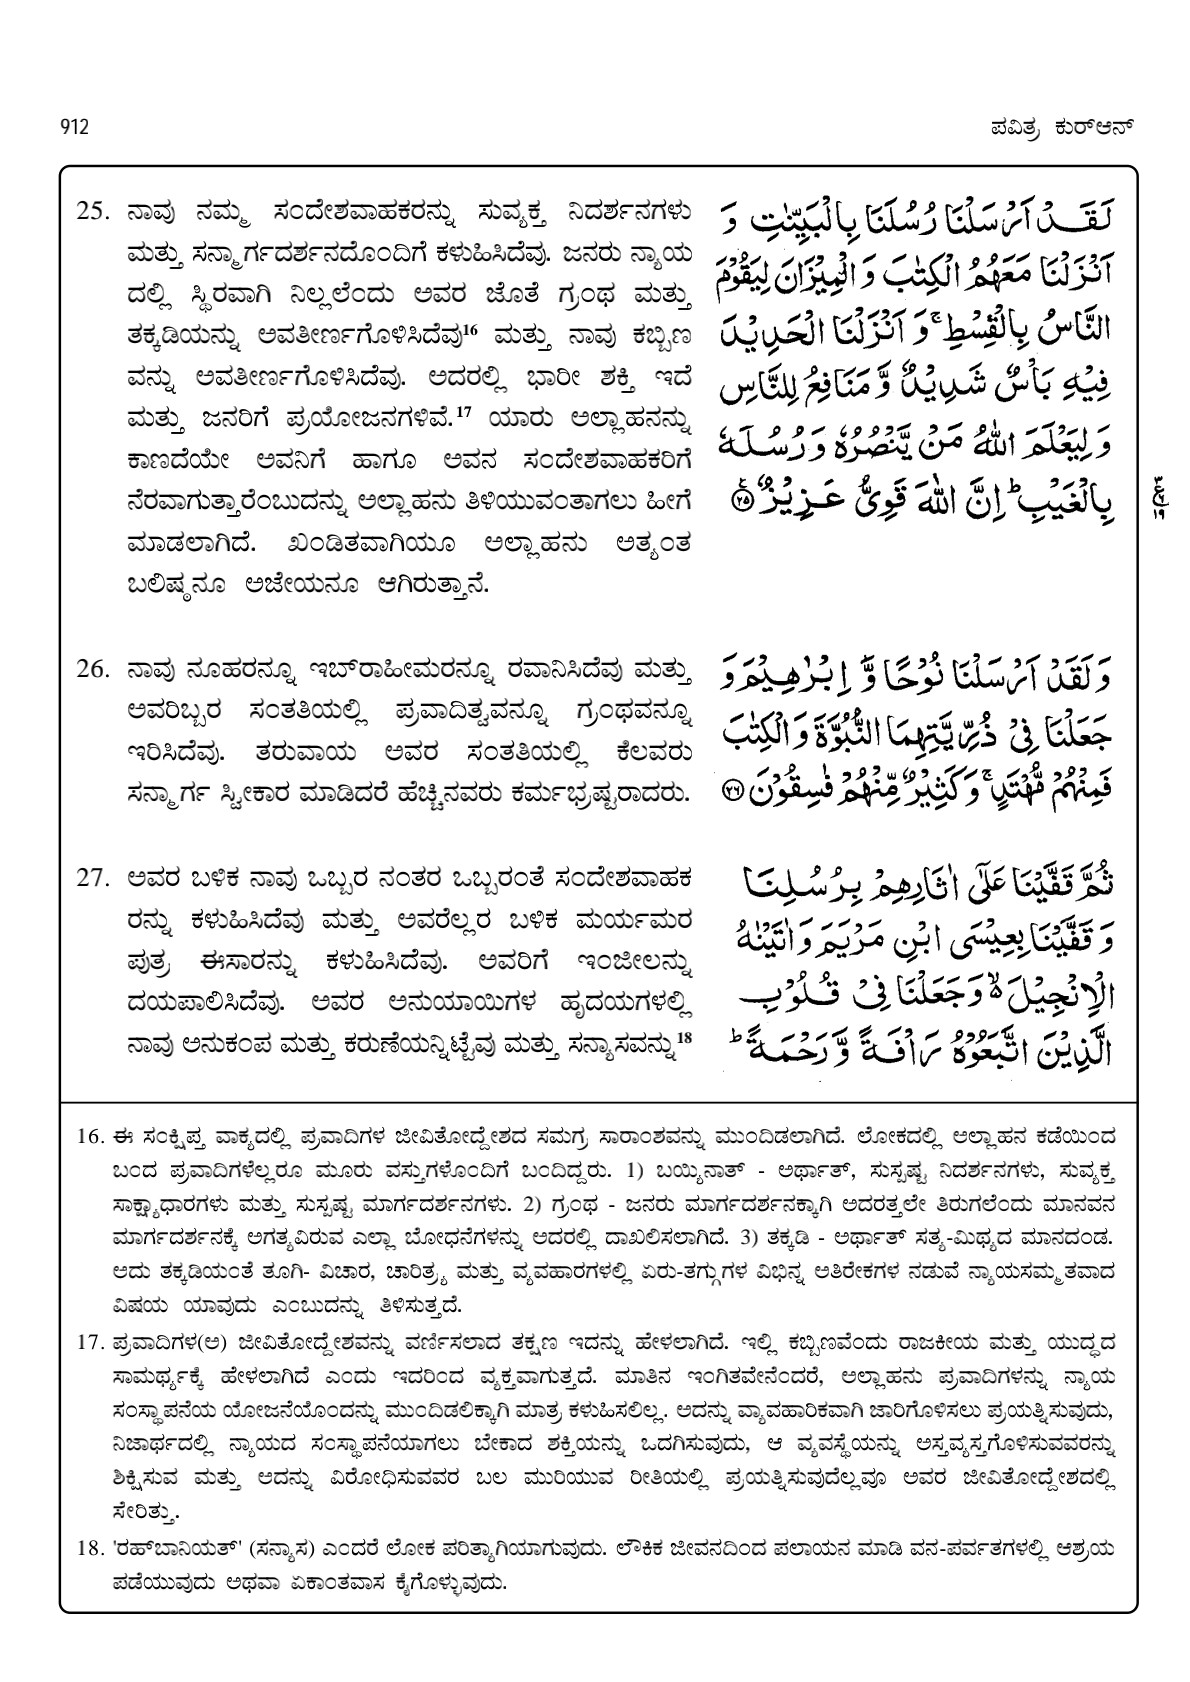 912
ಪವಿತ್ರ ಕುರ್‌ಆನ್
25. ನಾವು ನಮ್ಮ ಸಂದೇಶವಾಹಕರನ್ನು ಸುವ್ಯಕ್ತ ನಿದರ್ಶನಗಳು
ಮತ್ತು ಸನ್ಮಾರ್ಗದರ್ಶನದೊಂದಿಗೆ ಕಳುಹಿಸಿದೆವು. ಜನರು ನ್ಯಾಯ
ದಲ್ಲಿ ಸ್ಥಿರವಾಗಿ ನಿಲ್ಲಲೆಂದು ಅವರ ಜೊತೆ ಗ್ರಂಥ ಮತ್ತು
ತಕ್ಕಡಿಯನ್ನು ಅವತೀರ್ಣಗೊಳಿಸಿದೆವು¹⁶ ಮತ್ತು ನಾವು ಕಬ್ಬಿಣ
ವನ್ನು ಅವತೀರ್ಣಗೊಳಿಸಿದೆವು. ಅದರಲ್ಲಿ ಭಾರೀ ಶಕ್ತಿ ಇದೆ
ಮತ್ತು ಜನರಿಗೆ ಪ್ರಯೋಜನಗಳಿವೆ.¹⁷ ಯಾರು ಅಲ್ಲಾಹನನ್ನು
ಕಾಣದೆಯೇ ಅವನಿಗೆ ಹಾಗೂ ಅವನ ಸಂದೇಶವಾಹಕರಿಗೆ
ನೆರವಾಗುತ್ತಾರೆಂಬುದನ್ನು ಅಲ್ಲಾಹನು ತಿಳಿಯುವಂತಾಗಲು ಹೀಗೆ
ಮಾಡಲಾಗಿದೆ. ಖಂಡಿತವಾಗಿಯೂ ಅಲ್ಲಾಹನು ಅತ್ಯಂತ
ಬಲಿಷ್ಠನೂ ಅಜೇಯನೂ ಆಗಿರುತ್ತಾನೆ.
لَقَدْ اَرْسَلْنَا رُسُلَنَا بِالْبَيِّنٰتِ وَ
اَنْزَلْنَا مَعَهُمُ الْكِتٰبَ وَ الْمِيْزَانَ لِيَقُوْمَ
النَّاسُ بِالْقِسْطِ ۚ وَ اَنْزَلْنَا الْحَدِيْدَ
فِيْهِ بَاْسٌ شَدِيْدٌ وَّ مَنَافِعُ لِلنَّاسِ
وَ لِيَعْلَمَ اللّٰهُ مَنْ يَّنْصُرُهٗ وَ رُسُلَهٗ
بِالْغَيْبِ ؕ اِنَّ اللّٰهَ قَوِيٌّ عَزِيْزٌ ﴿۲۵﴾
26. ನಾವು ನೂಹರನ್ನೂ ಇಬ್‌ರಾಹೀಮರನ್ನೂ ರವಾನಿಸಿದೆವು ಮತ್ತು
ಅವರಿಬ್ಬರ ಸಂತತಿಯಲ್ಲಿ ಪ್ರವಾದಿತ್ವವನ್ನೂ ಗ್ರಂಥವನ್ನೂ
ಇರಿಸಿದೆವು. ತರುವಾಯ ಅವರ ಸಂತತಿಯಲ್ಲಿ ಕೆಲವರು
ಸನ್ಮಾರ್ಗ ಸ್ವೀಕಾರ ಮಾಡಿದರೆ ಹೆಚ್ಚಿನವರು ಕರ್ಮಭ್ರಷ್ಟರಾದರು.
وَ لَقَدْ اَرْسَلْنَا نُوْحًا وَّ اِبْرٰهِيْمَ وَ
جَعَلْنَا فِيْ ذُرِّيَّتِهِمَا النُّبُوَّةَ وَ الْكِتٰبَ
فَمِنْهُمْ مُّهْتَدٍ ۚ وَ كَثِيْرٌ مِّنْهُمْ فٰسِقُوْنَ ﴿۲۶﴾
27. ಅವರ ಬಳಿಕ ನಾವು ಒಬ್ಬರ ನಂತರ ಒಬ್ಬರಂತೆ ಸಂದೇಶವಾಹಕ
ರನ್ನು ಕಳುಹಿಸಿದೆವು ಮತ್ತು ಅವರೆಲ್ಲರ ಬಳಿಕ ಮರ್ಯಮರ
ಪುತ್ರ ಈಸಾರನ್ನು ಕಳುಹಿಸಿದೆವು. ಅವರಿಗೆ ಇಂಜೀಲನ್ನು
ದಯಪಾಲಿಸಿದೆವು. ಅವರ ಅನುಯಾಯಿಗಳ ಹೃದಯಗಳಲ್ಲಿ
ನಾವು ಅನುಕಂಪ ಮತ್ತು ಕರುಣೆಯನ್ನಿಟ್ಟೆವು ಮತ್ತು ಸನ್ಯಾಸವನ್ನು¹⁸
ثُمَّ قَفَّيْنَا عَلٰۤى اٰثَارِهِمْ بِرُسُلِنَا
وَ قَفَّيْنَا بِعِيْسَى ابْنِ مَرْيَمَ وَ اٰتَيْنٰهُ
الْاِنْجِيْلَ ۙ۬ وَ جَعَلْنَا فِيْ قُلُوْبِ
الَّذِيْنَ اتَّبَعُوْهُ رَاْفَةً وَّ رَحْمَةً ؕ
16. ಈ ಸಂಕ್ಷಿಪ್ತ ವಾಕ್ಯದಲ್ಲಿ ಪ್ರವಾದಿಗಳ ಜೀವಿತೋದ್ದೇಶದ ಸಮಗ್ರ ಸಾರಾಂಶವನ್ನು ಮುಂದಿಡಲಾಗಿದೆ. ಲೋಕದಲ್ಲಿ ಅಲ್ಲಾಹನ ಕಡೆಯಿಂದ
ಬಂದ ಪ್ರವಾದಿಗಳೆಲ್ಲರೂ ಮೂರು ವಸ್ತುಗಳೊಂದಿಗೆ ಬಂದಿದ್ದರು. 1) ಬಯ್ಯಿನಾತ್ - ಅರ್ಥಾತ್, ಸುಸ್ಪಷ್ಟ ನಿದರ್ಶನಗಳು, ಸುವ್ಯಕ್ತ
ಸಾಕ್ಷ್ಯಾಧಾರಗಳು ಮತ್ತು ಸುಸ್ಪಷ್ಟ ಮಾರ್ಗದರ್ಶನಗಳು. 2) ಗ್ರಂಥ - ಜನರು ಮಾರ್ಗದರ್ಶನಕ್ಕಾಗಿ ಅದರತ್ತಲೇ ತಿರುಗಲೆಂದು ಮಾನವನ
ಮಾರ್ಗದರ್ಶನಕ್ಕೆ ಅಗತ್ಯವಿರುವ ಎಲ್ಲಾ ಬೋಧನೆಗಳನ್ನು ಅದರಲ್ಲಿ ದಾಖಲಿಸಲಾಗಿದೆ. 3) ತಕ್ಕಡಿ - ಅರ್ಥಾತ್ ಸತ್ಯ-ಮಿಥ್ಯದ ಮಾನದಂಡ.
ಅದು ತಕ್ಕಡಿಯಂತೆ ತೂಗಿ- ವಿಚಾರ, ಚಾರಿತ್ರ್ಯ ಮತ್ತು ವ್ಯವಹಾರಗಳಲ್ಲಿ ಏರು-ತಗ್ಗುಗಳ ವಿಭಿನ್ನ ಅತಿರೇಕಗಳ ನಡುವೆ ನ್ಯಾಯಸಮ್ಮತವಾದ
ವಿಷಯ ಯಾವುದು ಎಂಬುದನ್ನು ತಿಳಿಸುತ್ತದೆ.
17. ಪ್ರವಾದಿಗಳ(ಅ) ಜೀವಿತೋದ್ದೇಶವನ್ನು ವರ್ಣಿಸಲಾದ ತಕ್ಷಣ ಇದನ್ನು ಹೇಳಲಾಗಿದೆ. ಇಲ್ಲಿ ಕಬ್ಬಿಣವೆಂದು ರಾಜಕೀಯ ಮತ್ತು ಯುದ್ಧದ
ಸಾಮರ್ಥ್ಯಕ್ಕೆ ಹೇಳಲಾಗಿದೆ ಎಂದು ಇದರಿಂದ ವ್ಯಕ್ತವಾಗುತ್ತದೆ. ಮಾತಿನ ಇಂಗಿತವೇನೆಂದರೆ, ಅಲ್ಲಾಹನು ಪ್ರವಾದಿಗಳನ್ನು ನ್ಯಾಯ
ಸಂಸ್ಥಾಪನೆಯ ಯೋಜನೆಯೊಂದನ್ನು ಮುಂದಿಡಲಿಕ್ಕಾಗಿ ಮಾತ್ರ ಕಳುಹಿಸಲಿಲ್ಲ. ಅದನ್ನು ವ್ಯಾವಹಾರಿಕವಾಗಿ ಜಾರಿಗೊಳಿಸಲು ಪ್ರಯತ್ನಿಸುವುದು,
ನಿಜಾರ್ಥದಲ್ಲಿ ನ್ಯಾಯದ ಸಂಸ್ಥಾಪನೆಯಾಗಲು ಬೇಕಾದ ಶಕ್ತಿಯನ್ನು ಒದಗಿಸುವುದು, ಆ ವ್ಯವಸ್ಥೆಯನ್ನು ಅಸ್ತವ್ಯಸ್ತಗೊಳಿಸುವವರನ್ನು
ಶಿಕ್ಷಿಸುವ ಮತ್ತು ಅದನ್ನು ವಿರೋಧಿಸುವವರ ಬಲ ಮುರಿಯುವ ರೀತಿಯಲ್ಲಿ ಪ್ರಯತ್ನಿಸುವುದೆಲ್ಲವೂ ಅವರ ಜೀವಿತೋದ್ದೇಶದಲ್ಲಿ
ಸೇರಿತ್ತು.
18. 'ರಹ್‌ಬಾನಿಯತ್' (ಸನ್ಯಾಸ) ಎಂದರೆ ಲೋಕ ಪರಿತ್ಯಾಗಿಯಾಗುವುದು. ಲೌಕಿಕ ಜೀವನದಿಂದ ಪಲಾಯನ ಮಾಡಿ ವನ-ಪರ್ವತಗಳಲ್ಲಿ ಆಶ್ರಯ
ಪಡೆಯುವುದು ಅಥವಾ ಏಕಾಂತವಾಸ ಕೈಗೊಳ್ಳುವುದು.